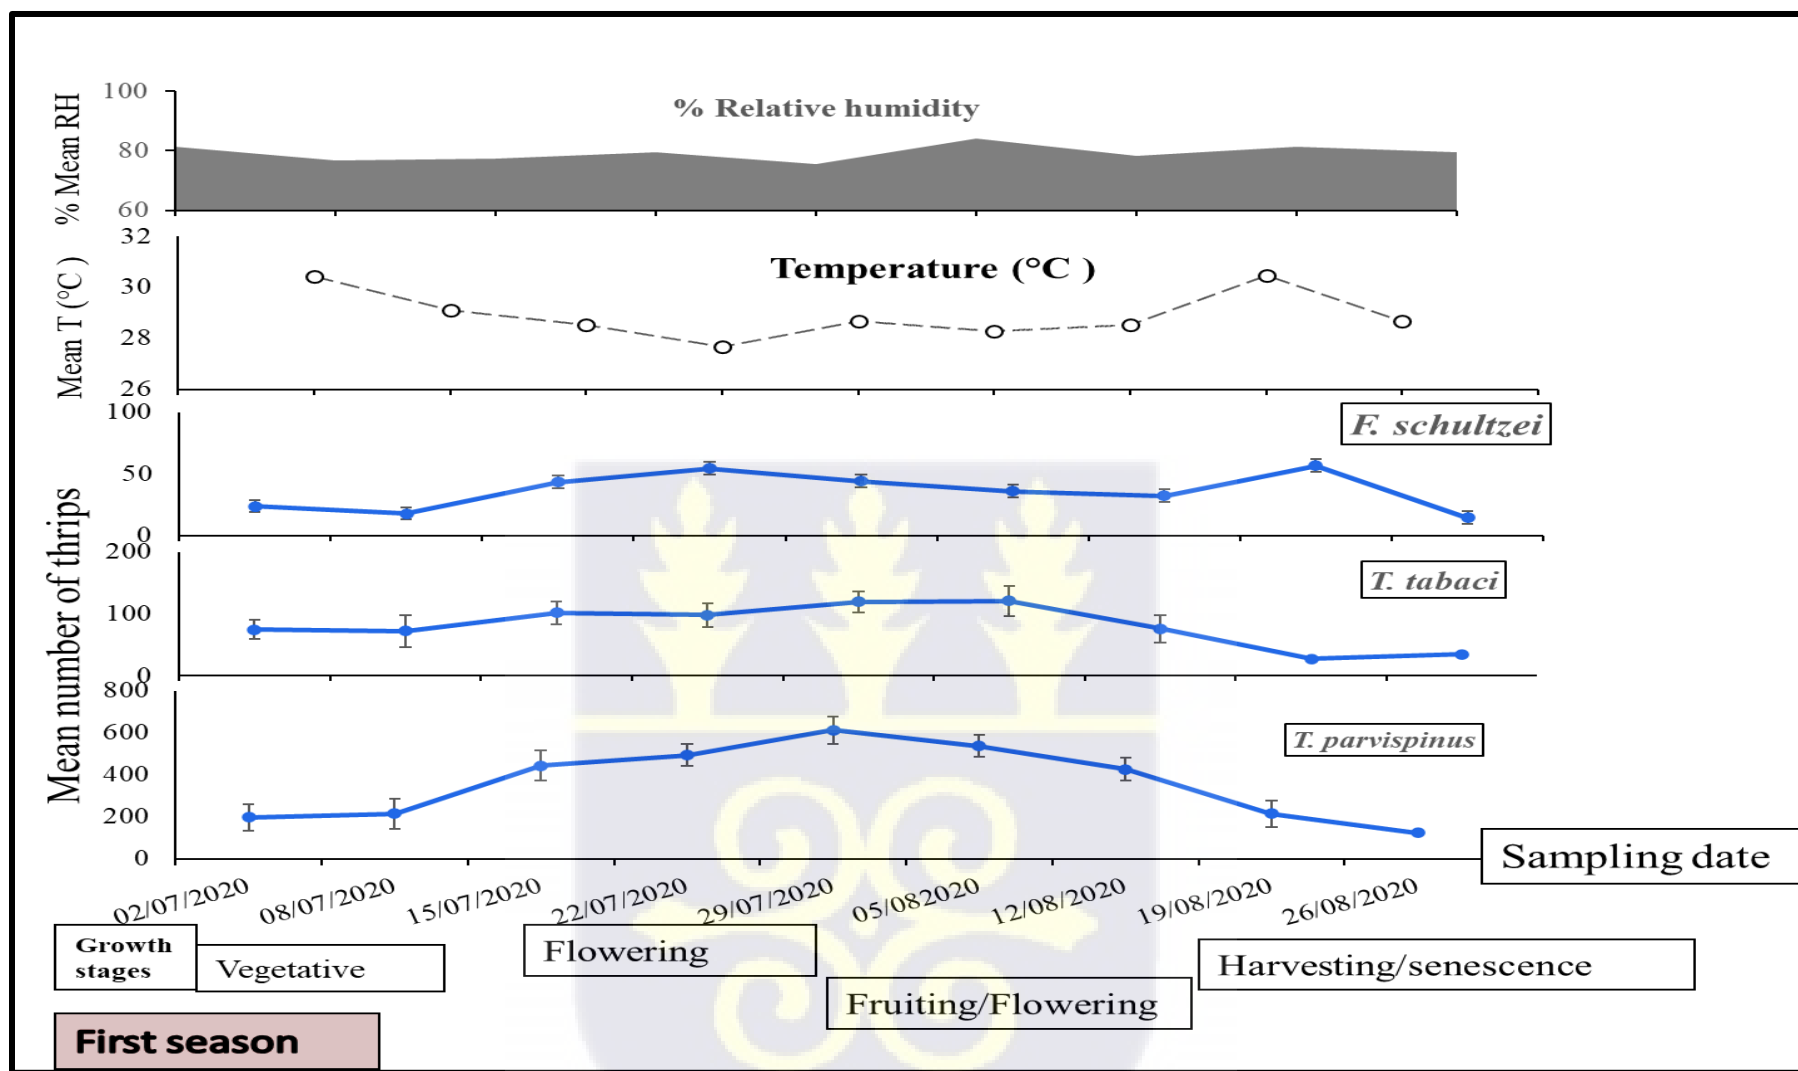 100
% Relative humidity
80
60
% Mean RH
32
Temperature (°C )
30
28
26
Mean T (°C )
100
F. schultzei
50
0
200
T. tabaci
100
0
800
T. parvispinus
600
400
200
0
Mean number of thrips
Sampling date
02/07/2020
08/07/2020
15/07/2020
22/07/2020
29/07/2020
05/082020
12/08/2020
19/08/2020
26/08/2020
Growth
stages
Vegetative
Flowering
Fruiting/Flowering
Harvesting/senescence
First season